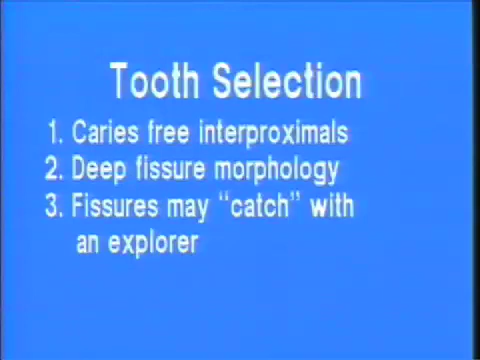 Tooth Selection
1. Caries free interproximals
2. Deep fissure morphology
3. Fissures may “catch” with
an explorer